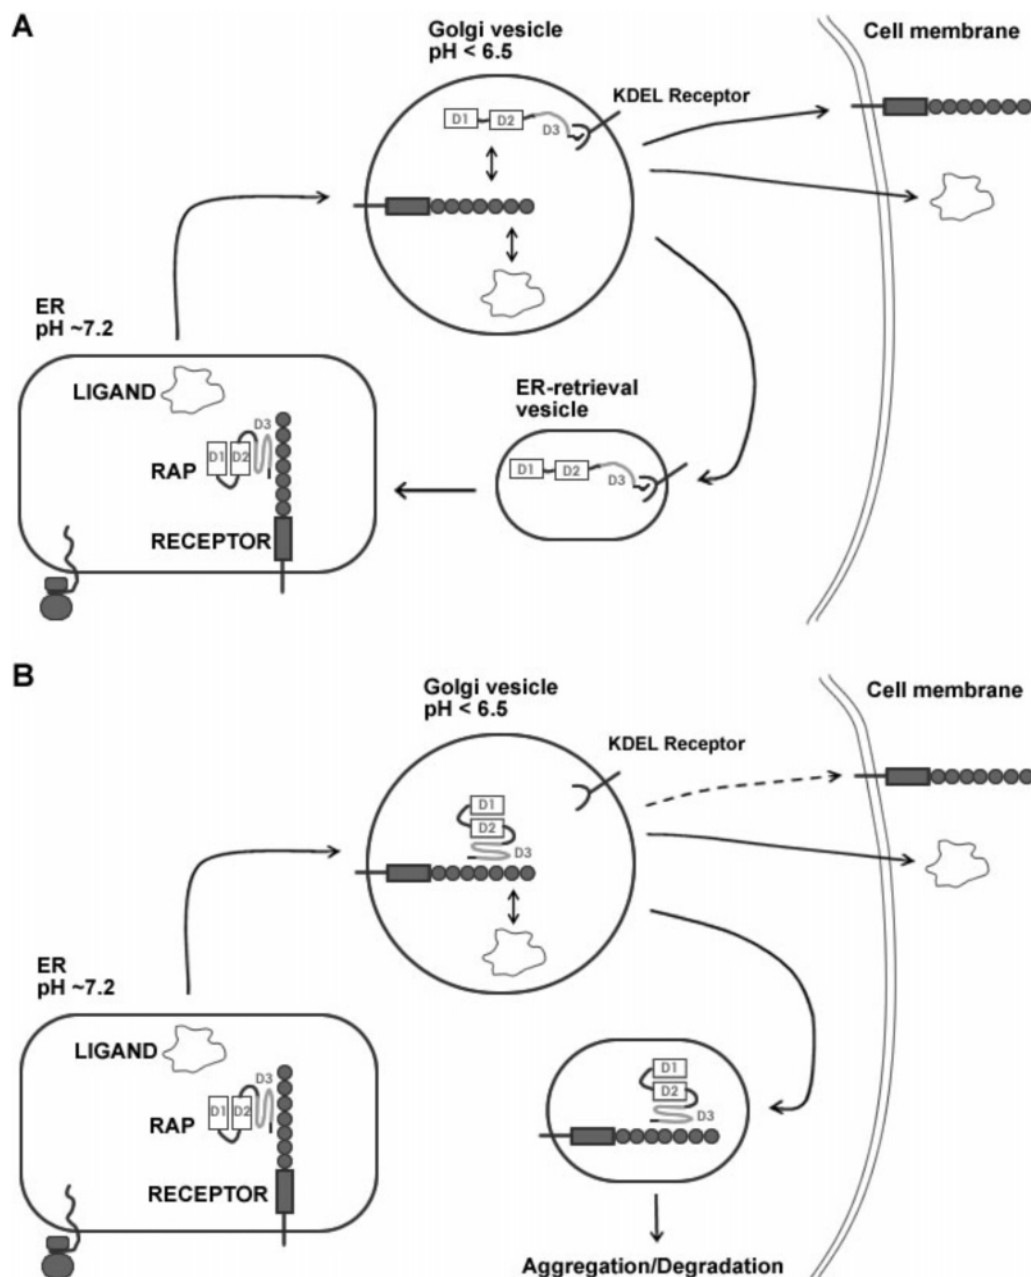 A
Golgi vesicle
pH < 6.5
Cell membrane
KDEL Receptor
D1
D2
D3
ER
pH ~7.2
LIGAND
D3
D1
D2
RAP
RECEPTOR
ER-retrieval
vesicle
D1
D2
D3
B
Golgi vesicle
pH < 6.5
Cell membrane
KDEL Receptor
D1
D2
D3
ER
pH ~7.2
LIGAND
D3
D1
D2
RAP
RECEPTOR
D1
D2
D3
Aggregation/Degradation